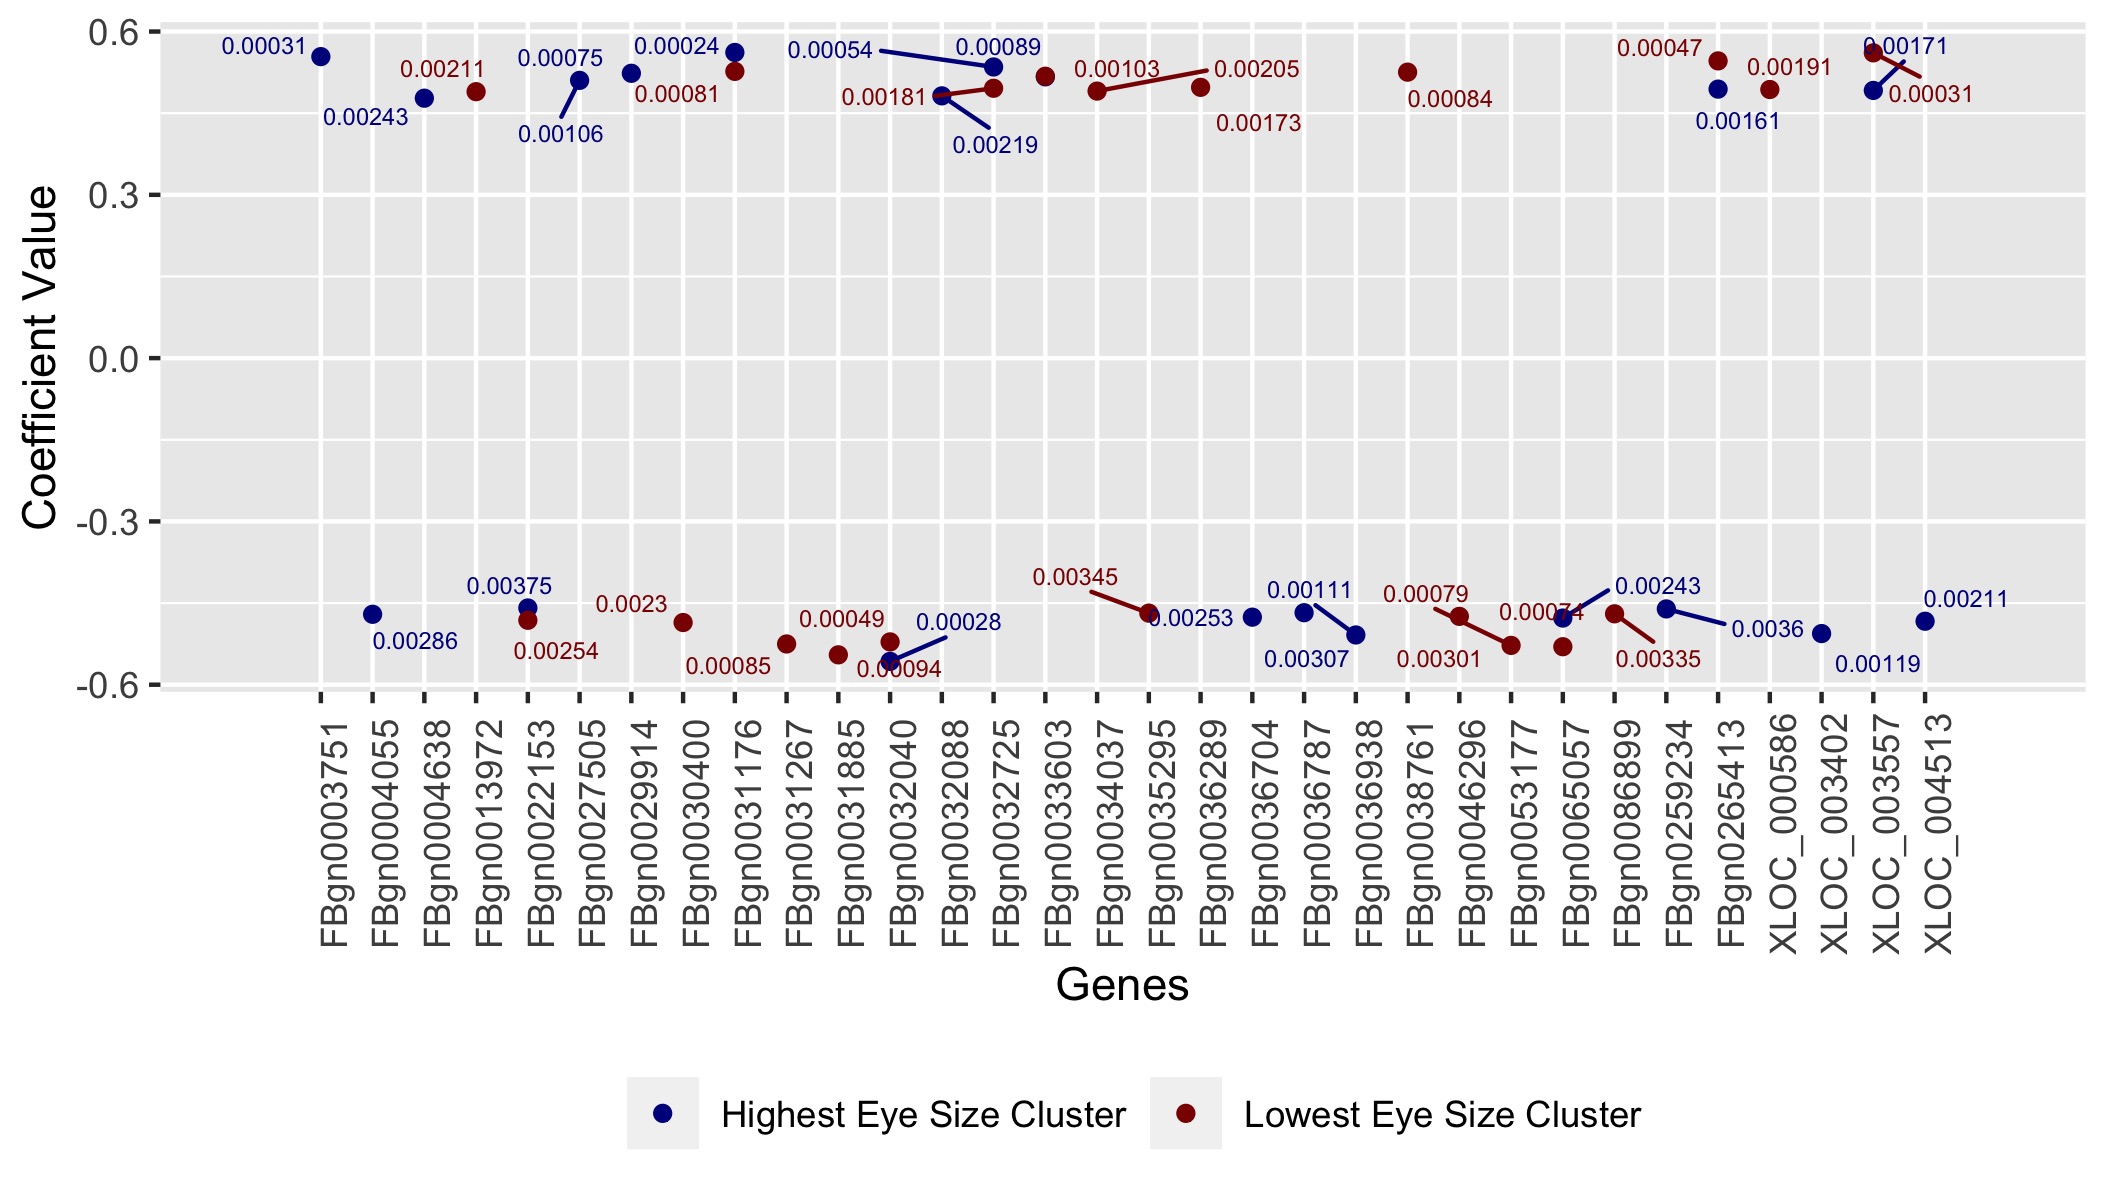 Coefficient Value
0.6
0.3
0.0
-0.3
-0.6
0.00031
0.00243
0.00211
0.00075
0.00106
0.00024
0.00081
0.00054
0.00089
0.00181
0.00219
0.00103
0.00205
0.00173
0.00084
0.00047
0.00161
0.00191
0.00171
0.00031
0.00286
0.00375
0.00254
0.0023
0.00085
0.00049
0.00094
0.00028
0.00345
0.00253
0.00111
0.00307
0.00079
0.00301
0.00074
0.00243
0.00335
0.0036
0.00119
0.00211
FBgn0003751
FBgn0004055
FBgn0004638
FBgn0013972
FBgn0022153
FBgn0027505
FBgn0029914
FBgn0030400
FBgn0031176
FBgn0031267
FBgn0031885
FBgn0032040
FBgn0032088
FBgn0032725
FBgn0033603
FBgn0034037
FBgn0035295
FBgn0036289
FBgn0036704
FBgn0036787
FBgn0036938
FBgn0038761
FBgn0046296
FBgn0053177
FBgn0065057
FBgn0086899
FBgn0259234
FBgn0265413
XLOC_000586
XLOC_003402
XLOC_003557
XLOC_004513
Genes
Highest Eye Size Cluster
Lowest Eye Size Cluster